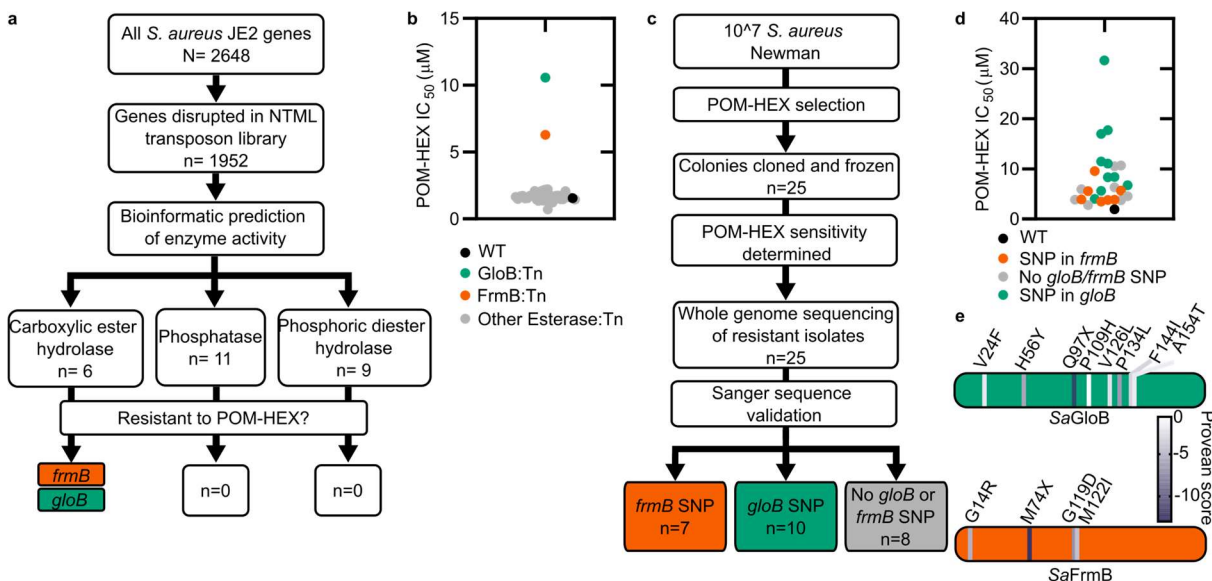 a
All S. aureus JE2 genes
N= 2648
Genes disrupted in NTML
transposon library
n= 1952
Bioinformatic prediction
of enzyme activity
Carboxylic ester
hydrolase
n= 6
Phosphatase
n= 11
Phosphoric diester
hydrolase
n= 9
Resistant to POM-HEX?
frmB
gloB
n=0
n=0
b
POM-HEX IC50 (μM)
15
10
5
0
WT
GloB:Tn
FrmB:Tn
Other Esterase:Tn
c
10^7 S. aureus
Newman
POM-HEX selection
Colonies cloned and frozen
n=25
POM-HEX sensitivity
determined
Whole genome sequencing
of resistant isolates
n=25
Sanger sequence
validation
frmB SNP
n=7
gloB SNP
n=10
No gloB or
frmB SNP
n=8
d
POM-HEX IC50 (μM)
40
30
20
10
0
WT
SNP in frmB
No gloB/frmB SNP
SNP in gloB
e
V24F
H56Y
Q97X
P109H
V126L
P134L
F144I
A154T
SaGloB
G14R
M74X
G119D
M122I
SaFrmB
0
-5
-10
Provean score